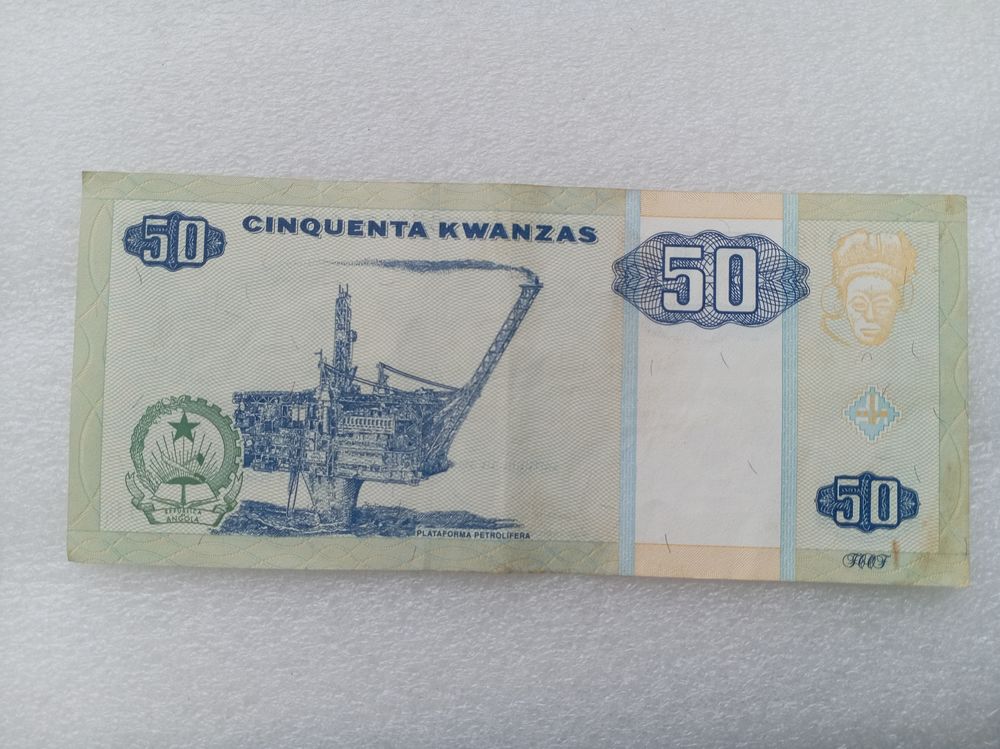 50
CINQUENTA KWANZAS
50
REPÚBLICA
ANGOLA
PLATAFORMA PETROLÍFERA
50